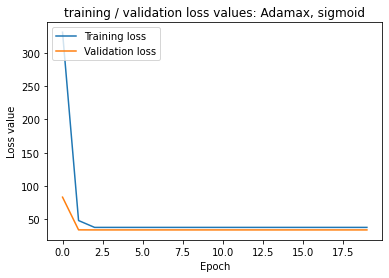 training / validation loss values: Adamax, sigmoid
Training loss
Validation loss
Loss value
300
250
200
150
100
50
0.0 2.5 5.0 7.5 10.0 12.5 15.0 17.5
Epoch